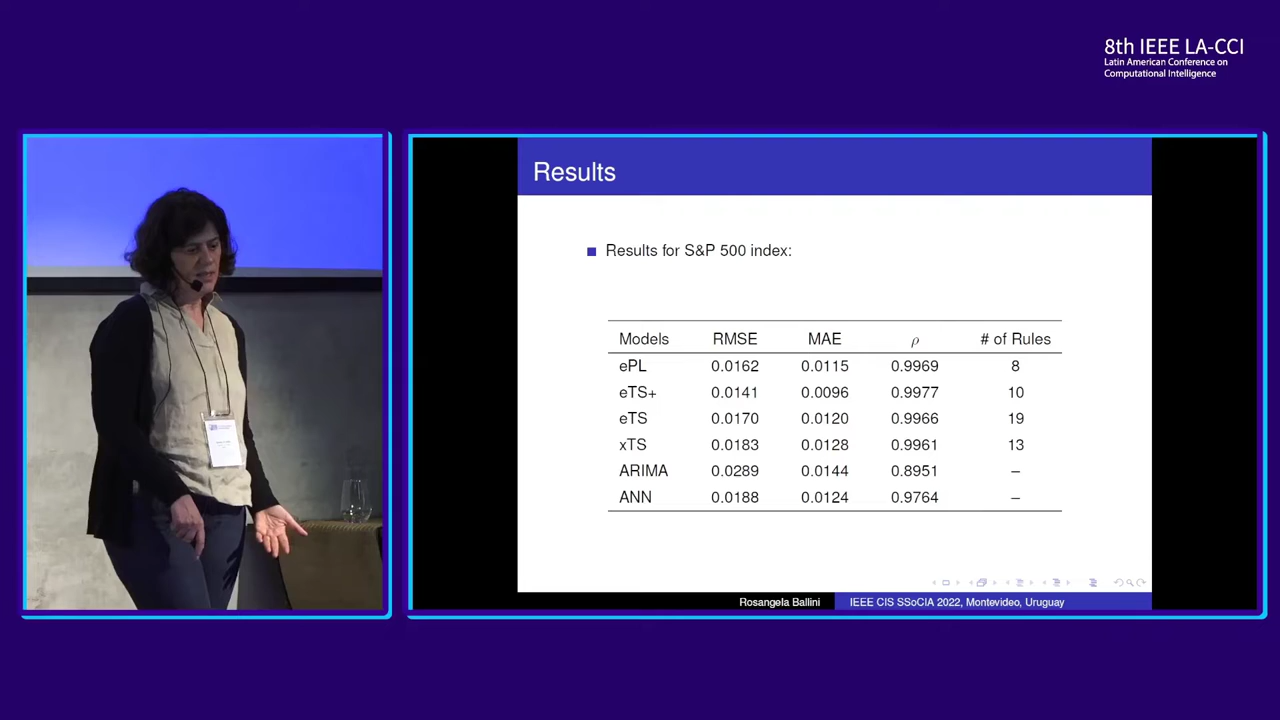 8th IEEE LA-CCI
Latin American Conference on
Computational Intelligence
Results
Results for S&P 500 index:
Models RMSE MAE ρ # of Rules
ePL 0.0162 0.0115 0.9969 8
eTS+ 0.0141 0.0096 0.9977 10
eTS 0.0170 0.0120 0.9966 19
xTS 0.0183 0.0128 0.9961 13
ARIMA 0.0289 0.0144 0.8951 –
ANN 0.0188 0.0124 0.9764 –
Rosangela Ballini IEEE CIS SSoCIA 2022, Montevideo, Uruguay